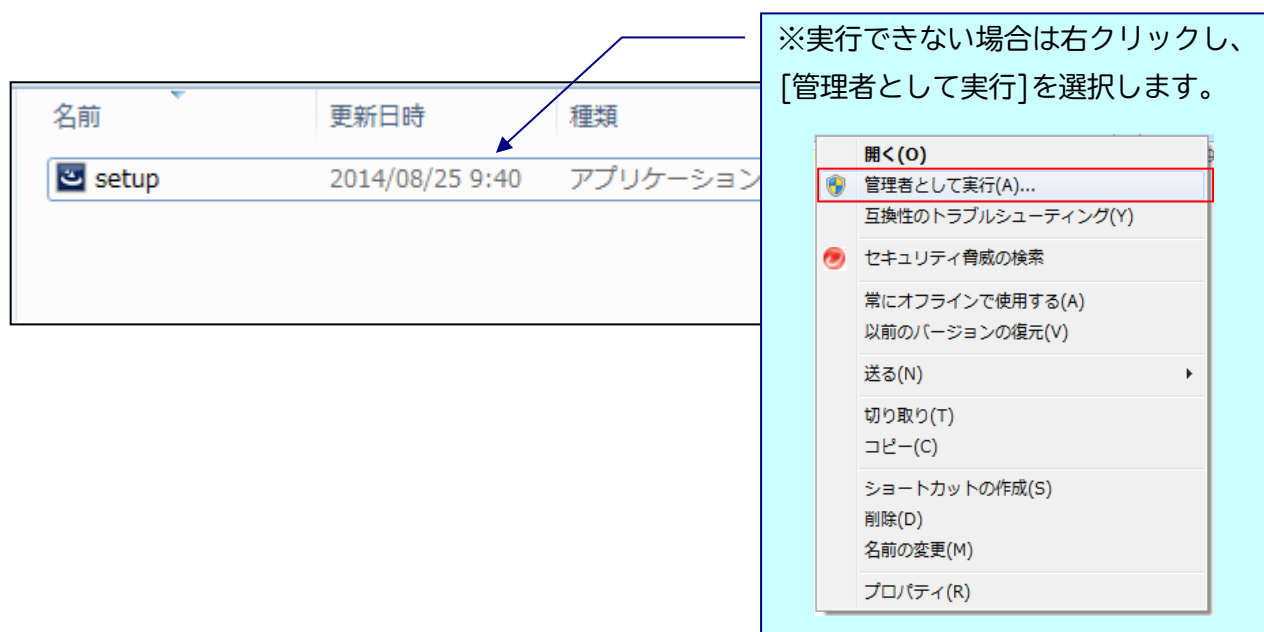 ※実行できない場合は右クリックし、
[管理者として実行]を選択します。
名前 更新日時 種類
setup 2014/08/25 9:40 アプリケーション
開く(O)
管理者として実行(A)...
互換性のトラブルシューティング(Y)
セキュリティ脅威の検索
常にオフラインで使用する(A)
以前のバージョンの復元(V)
送る(N)
切り取り(T)
コピー(C)
ショートカットの作成(S)
削除(D)
名前の変更(M)
プロパティ(R)